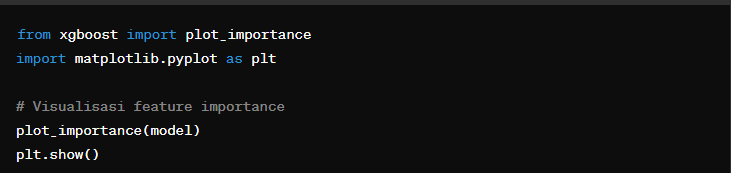 from xgboost import plot_importance
import matplotlib.pyplot as plt
# Visualisasi feature importance
plot_importance(model)
plt.show()